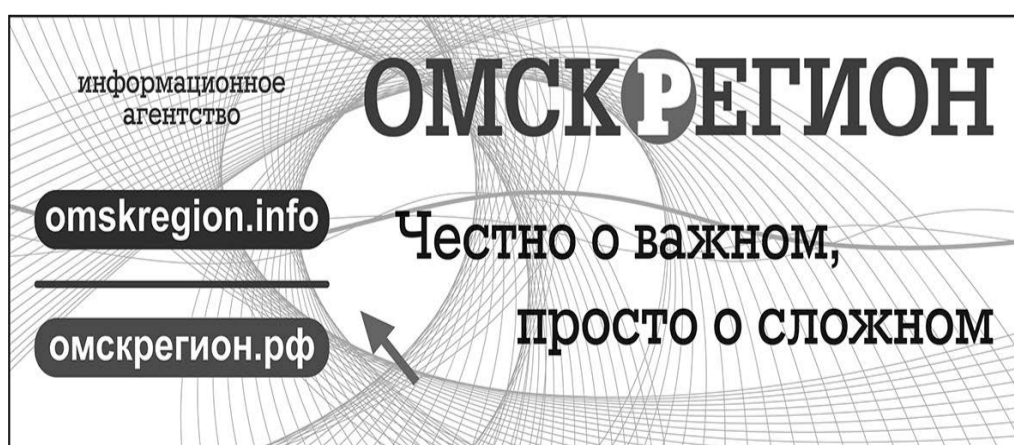 информационное
агентство
ОМСКРЕГИОН
omskregion.info
омскрегион.рф
Честно о важном,
просто о сложном